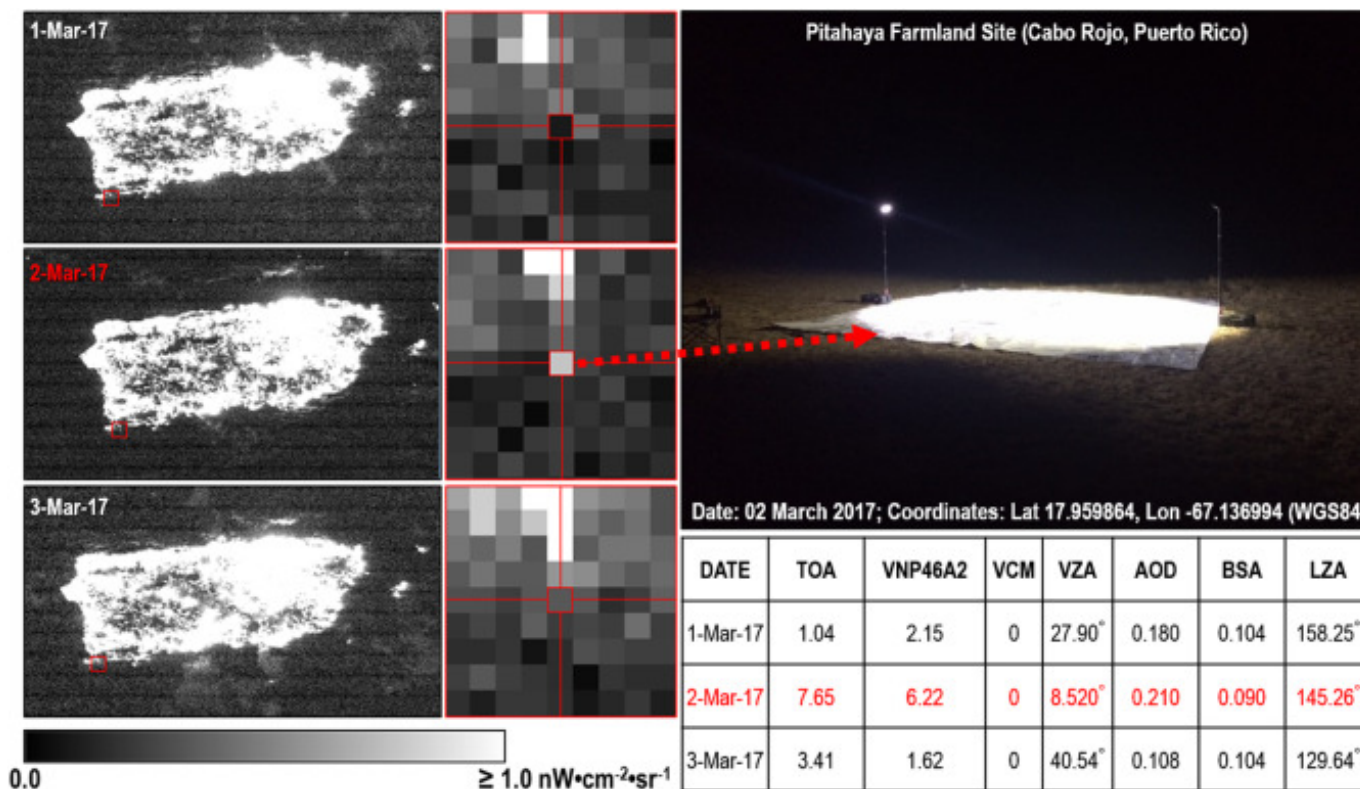 1-Mar-17
2-Mar-17
3-Mar-17
0.0
≥ 1.0 nW•cm-2•sr-1
Pitahaya Farmland Site (Cabo Rojo, Puerto Rico)
Date: 02 March 2017; Coordinates: Lat 17.959864, Lon -67.136994 (WGS84
DATE TOA VNP46A2 VCM VZA AOD BSA LZA
1-Mar-17 1.04 2.15 0 27.90° 0.180 0.104 158.25°
2-Mar-17 7.65 6.22 0 8.520° 0.210 0.090 145.26°
3-Mar-17 3.41 1.62 0 40.54° 0.108 0.104 129.64°